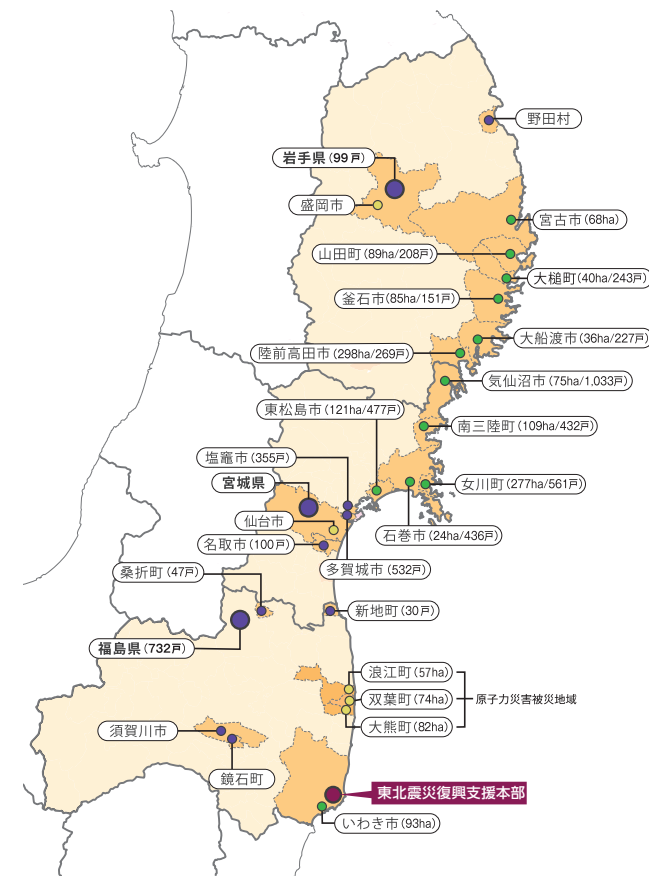 野田村
岩手県(99戸)
盛岡市
宮古市(68ha)
山田町(89ha/208戸)
大槌町(40ha/243戸)
釜石市(85ha/151戸)
大船渡市(36ha/227戸)
陸前高田市(298ha/269戸)
気仙沼市(75ha/1,033戸)
東松島市(121ha/477戸)
南三陸町(109ha/432戸)
塩竈市(355戸)
宮城県
女川町(277ha/561戸)
仙台市
石巻市(24ha/436戸)
名取市(100戸)
多賀城市(532戸)
桑折町(47戸)
新地町(30戸)
福島県(732戸)
浪江町(57ha)
双葉町(74ha)
原子力災害被災地域
大熊町(82ha)
須賀川市
鏡石町
東北震災復興支援本部
いわき市(93ha)